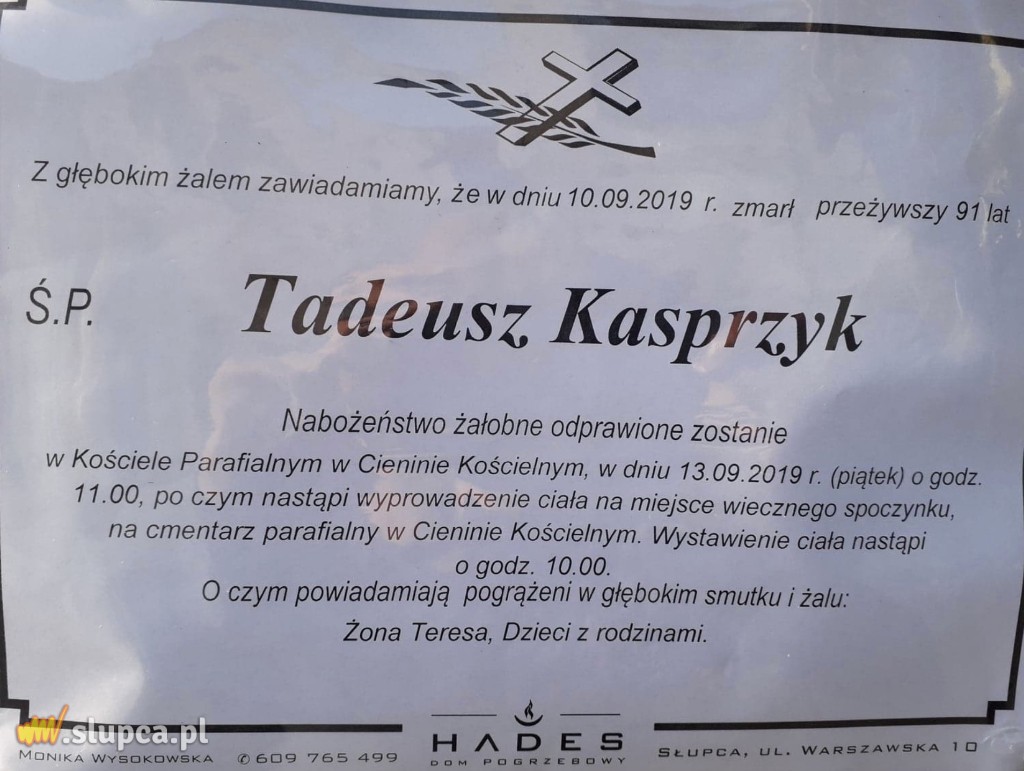 Z głębokim żalem zawiadamiamy, że w dniu 10.09.2019 r. zmarł przeżywszy 91 lat
Ś.P. Tadeusz Kasprzyk
Nabożeństwo żałobne odprawione zostanie
w Kościele Parafialnym w Cieninie Kościelnym, w dniu 13.09.2019 r. (piątek) o godz.
11.00, po czym nastąpi wyprowadzenie ciała na miejsce wiecznego spoczynku,
na cmentarz parafialny w Cieninie Kościelnym. Wystawienie ciała nastąpi
o godz. 10.00.
O czym powiadamiają pogrążeni w głębokim smutku i żalu:
Żona Teresa, Dzieci z rodzinami.
www.slupca.pl
MONIKA WYSOKOWSKA ✆609 765 499
HADES
DOM POGRZEBOWY
SŁUPCA, UL. WARSZAWSKA 10